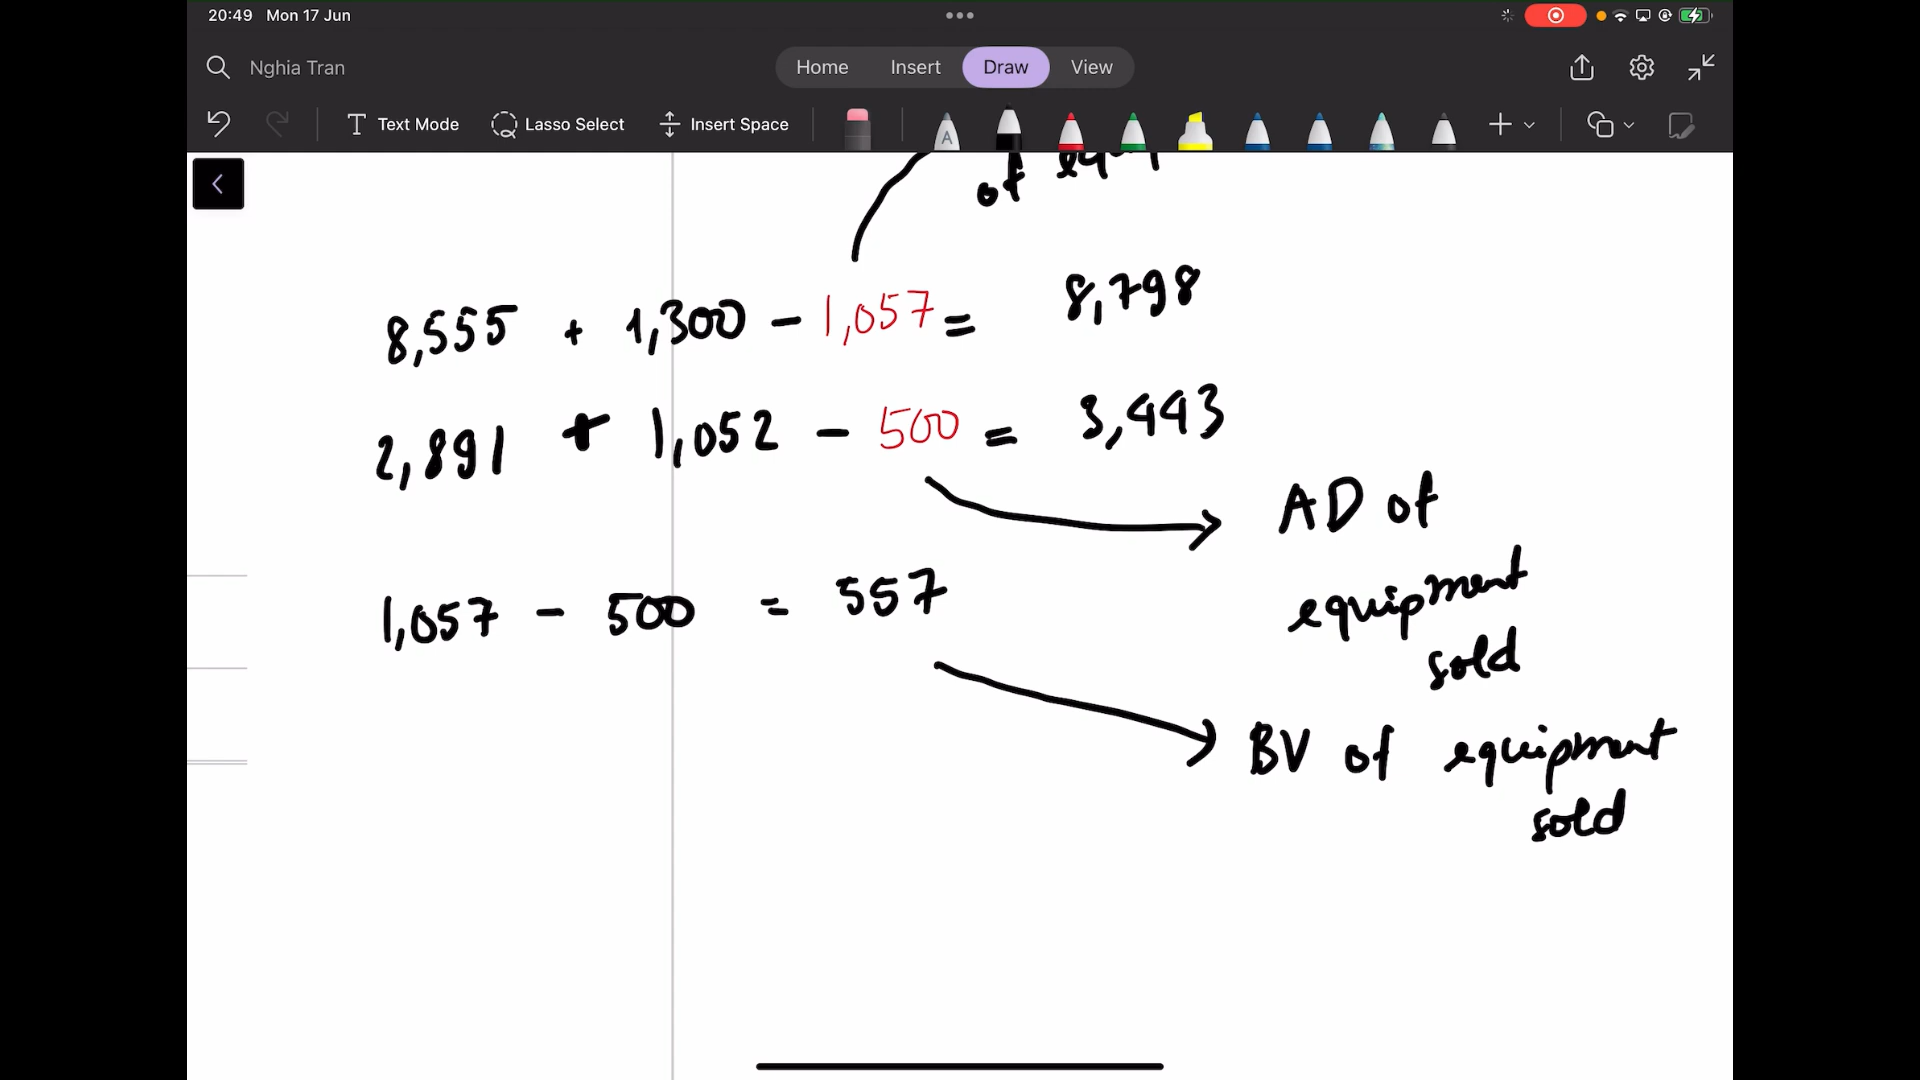 20:49 Mon 17 Jun
Nghia Tran
Home Insert Draw View
Text Mode Lasso Select Insert Space
A
of
8,555 + 1,300 - 1,057 = 8,798
2,891 + 1,052 - 500 = 3,443
AD of
equipment
sold
1,057 - 500 = 557
BV of equipment
sold